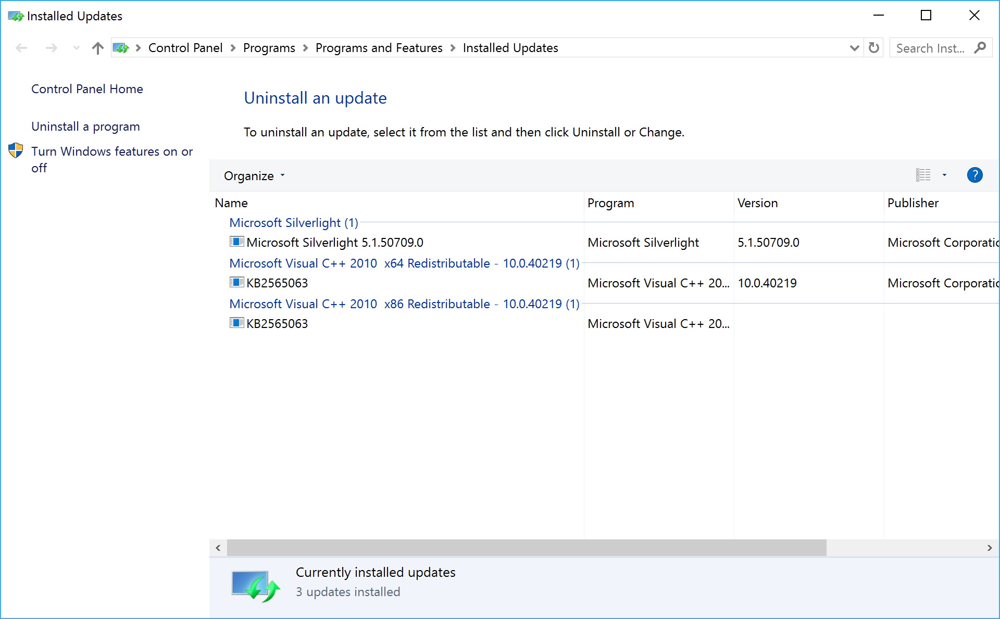 Installed Updates
Control Panel > Programs > Programs and Features > Installed Updates
Search Inst...
Control Panel Home
Uninstall a program
Turn Windows features on or
off
Uninstall an update
To uninstall an update, select it from the list and then click Uninstall or Change.
Organize
?
Name Program Version Publisher
Microsoft Silverlight (1)
Microsoft Silverlight 5.1.50709.0 Microsoft Silverlight 5.1.50709.0 Microsoft Corporatio
Microsoft Visual C++ 2010  x64 Redistributable - 10.0.40219 (1)
KB2565063 Microsoft Visual C++ 20... 10.0.40219 Microsoft Corporatio
Microsoft Visual C++ 2010  x86 Redistributable - 10.0.40219 (1)
KB2565063 Microsoft Visual C++ 20...
Currently installed updates
3 updates installed